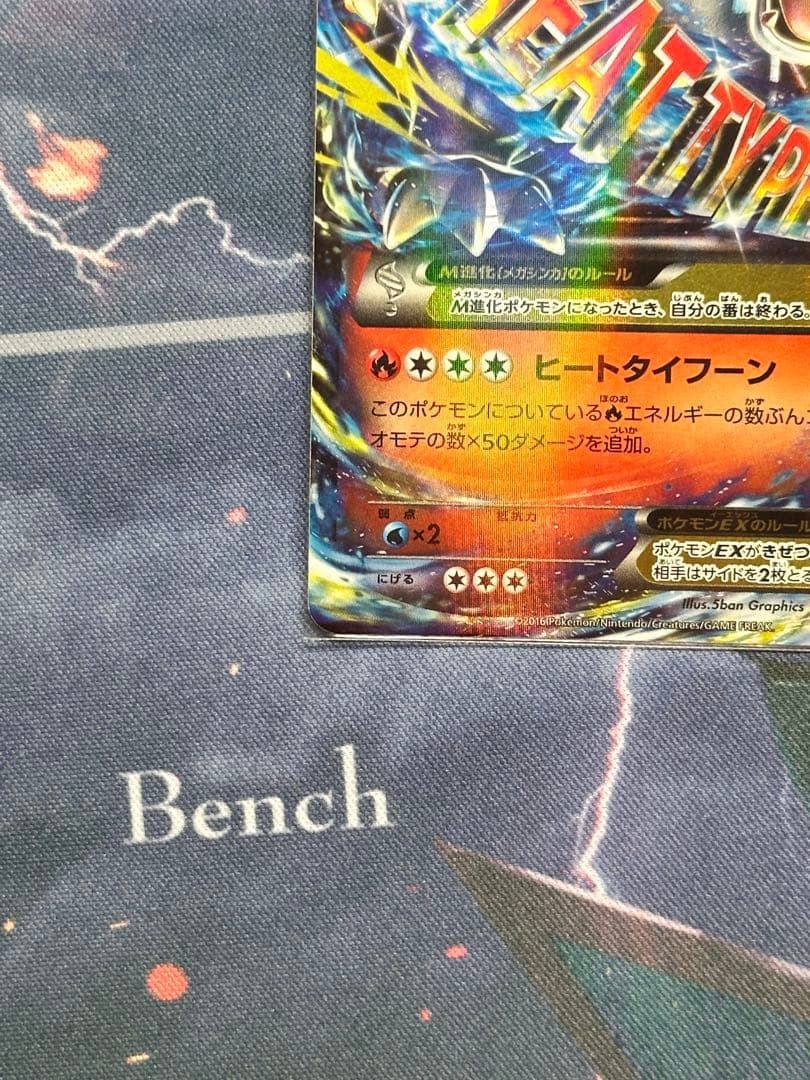 HEAT TYPH
M進化[メガシンカ]のルール
M進化ポケモンになったとき、自分の番は終わる。
ヒートタイフーン
このポケモンについているエネルギーの数ぶん
オモテの数×50ダメージを追加。
弱点
抵抗力
×2
ポケモンEXのルール
ポケモンEXがきぜつ
にげる
相手はサイドを2枚と
Illus.5ban Graphics
©2016 Pokémon/Nintendo/Creatures/GAME FREAK.
Bench